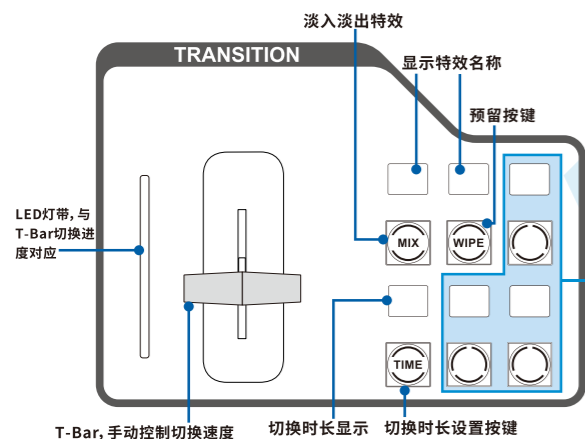 淡入淡出特效
TRANSITION
显示特效名称
预留按键
LED灯带, 与
T-Bar切换进
度对应
MIX
WIPE
TIME
T-Bar, 手动控制切换速度
切换时长显示
切换时长设置按键